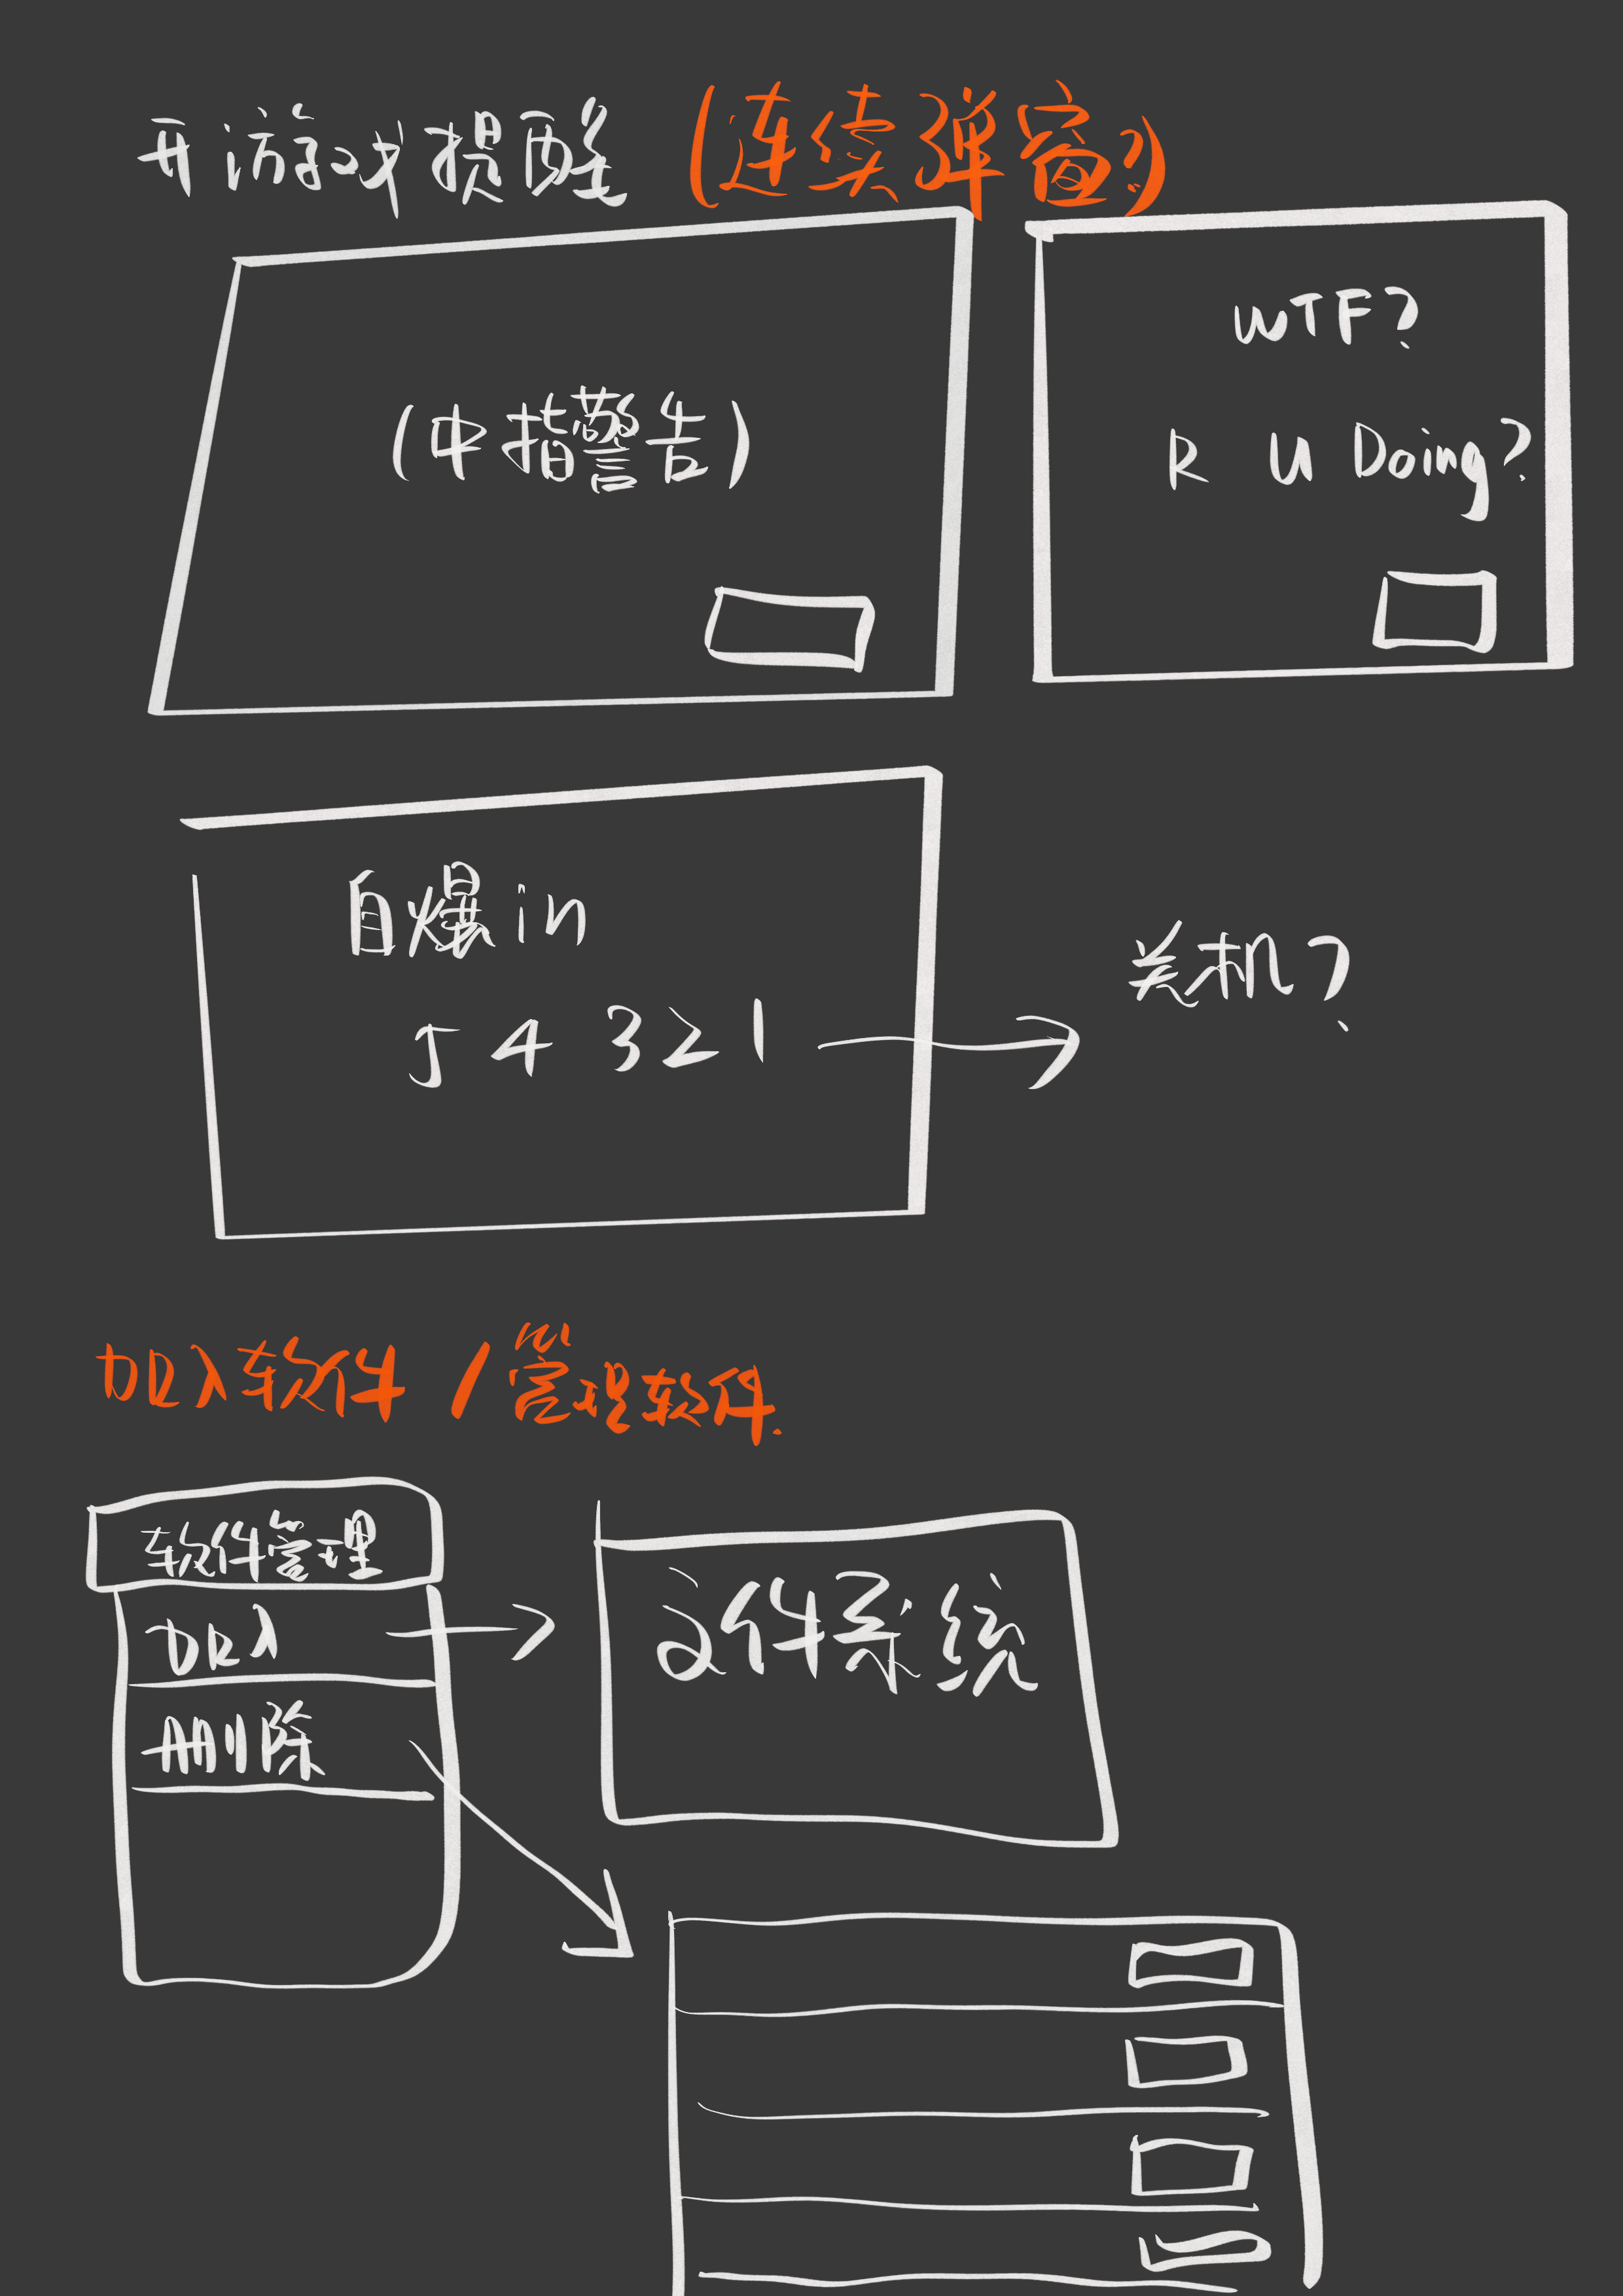 开游戏提醒 (连续弹窗)
(中指警告)
WTF?
R U Doing?
自爆in
5 4 3 2 1
关机?
加入软件/管理软件.
软件管理
加入
删除
文件系统